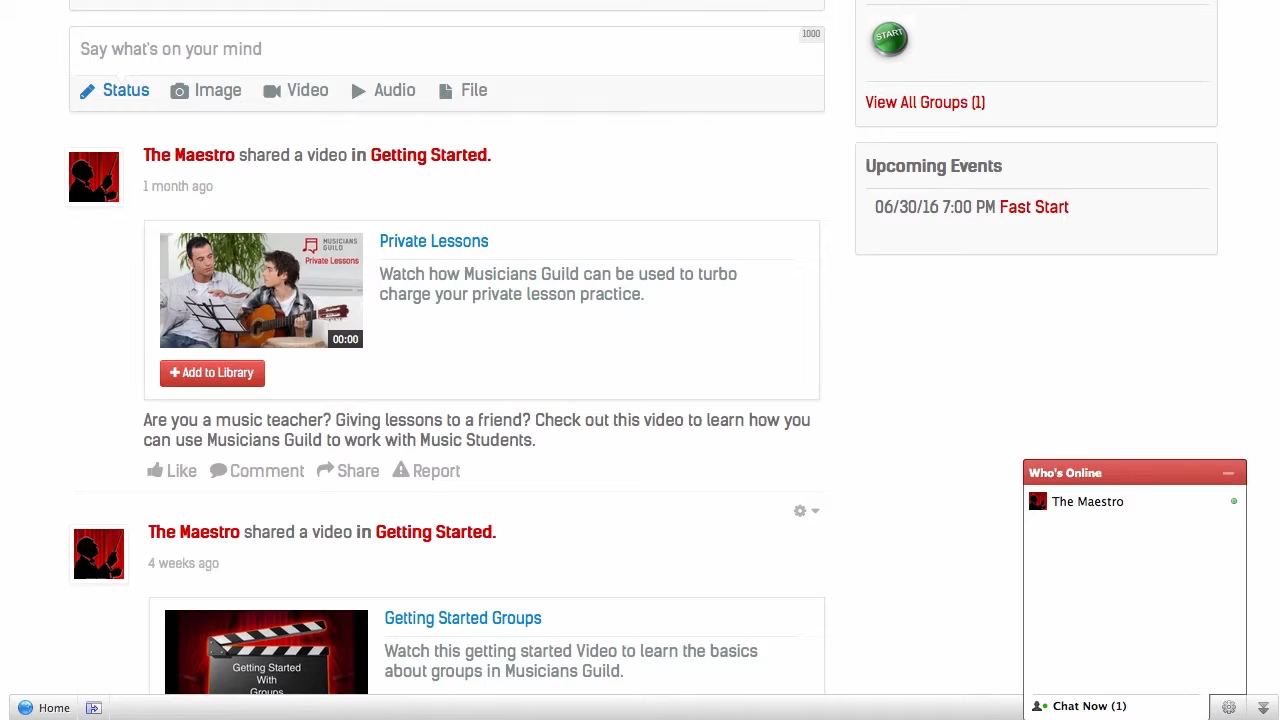 Say what's on your mind
1000
Status Image Video Audio File
The Maestro shared a video in Getting Started.
1 month ago
MUSICIANS
GUILD
Private Lessons
00:00
Private Lessons
Watch how Musicians Guild can be used to turbo
charge your private lesson practice.
Add to Library
Are you a music teacher? Giving lessons to a friend? Check out this video to learn how you
can use Musicians Guild to work with Music Students.
Like Comment Share Report
The Maestro shared a video in Getting Started.
4 weeks ago
Getting Started
With
Groups
Getting Started Groups
Watch this getting started Video to learn the basics
about groups in Musicians Guild.
START
View All Groups (1)
Upcoming Events
06/30/16 7:00 PM Fast Start
Who's Online
The Maestro
Home
Chat Now (1)